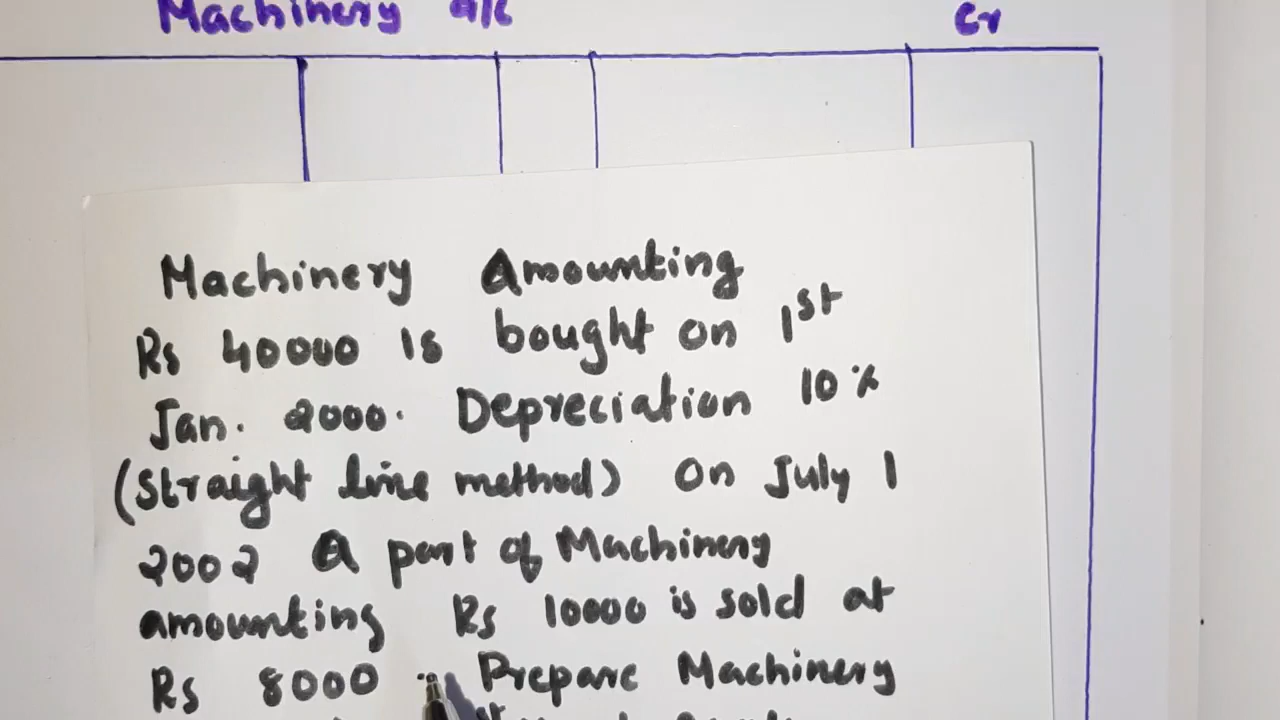 Machinery a/c
Cr
Machinery Amounting
Rs 40000 is bought on 1st
Jan. 2000. Depreciation 10%
(Straight line method) On July 1
2002 A part of Machinery
amounting Rs 10000 is sold at
Rs 8000 . Prepare Machinery